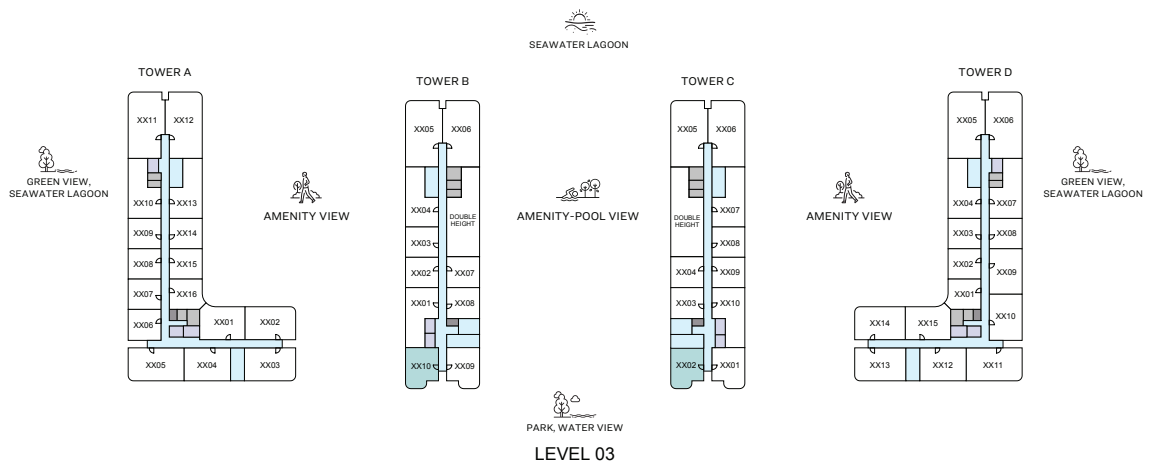 SEAWATER LAGOON
TOWER A
TOWER B
TOWER C
TOWER D
XX11 XX12
XX05 XX06
XX05 XX06
XX05 XX06
GREEN VIEW,
SEAWATER LAGOON
AMENITY VIEW
AMENITY-POOL VIEW
AMENITY VIEW
GREEN VIEW,
SEAWATER LAGOON
XX10 XX13
XX09 XX14
XX08 XX15
XX07 XX16
XX06 XX01 XX02
XX05 XX04 XX03
XX04 DOUBLE
HEIGHT
XX03
XX02 XX07
XX01 XX08
XX10 XX09
DOUBLE
HEIGHT
XX07
XX08
XX04 XX09
XX03 XX10
XX02 XX01
XX04 XX07
XX03 XX08
XX02 XX09
XX01
XX10
XX14 XX15
XX13 XX12 XX11
PARK, WATER VIEW
LEVEL 03